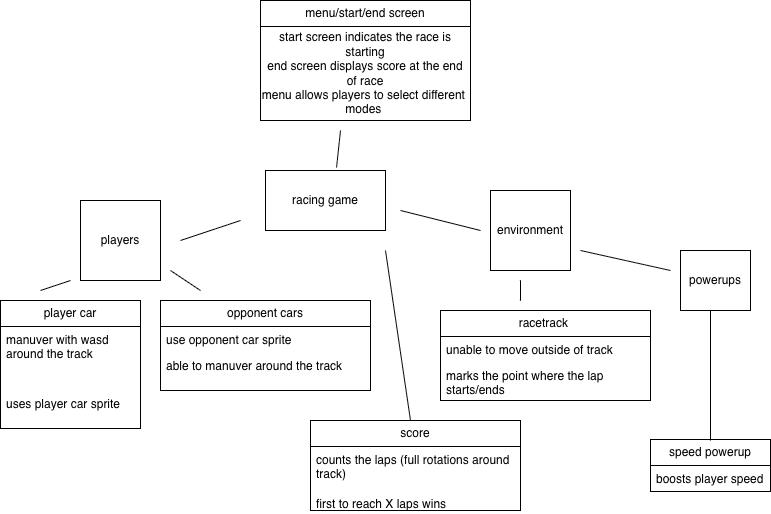 menu/start/end screen
start screen indicates the race is
starting
end screen displays score at the end
of race
menu allows players to select different
modes
racing game
players
environment
powerups
player car
manuver with wasd
around the track
uses player car sprite
opponent cars
use opponent car sprite
able to manuver around the track
racetrack
unable to move outside of track
marks the point where the lap
starts/ends
score
counts the laps (full rotations around
track)
first to reach X laps wins
speed powerup
boosts player speed